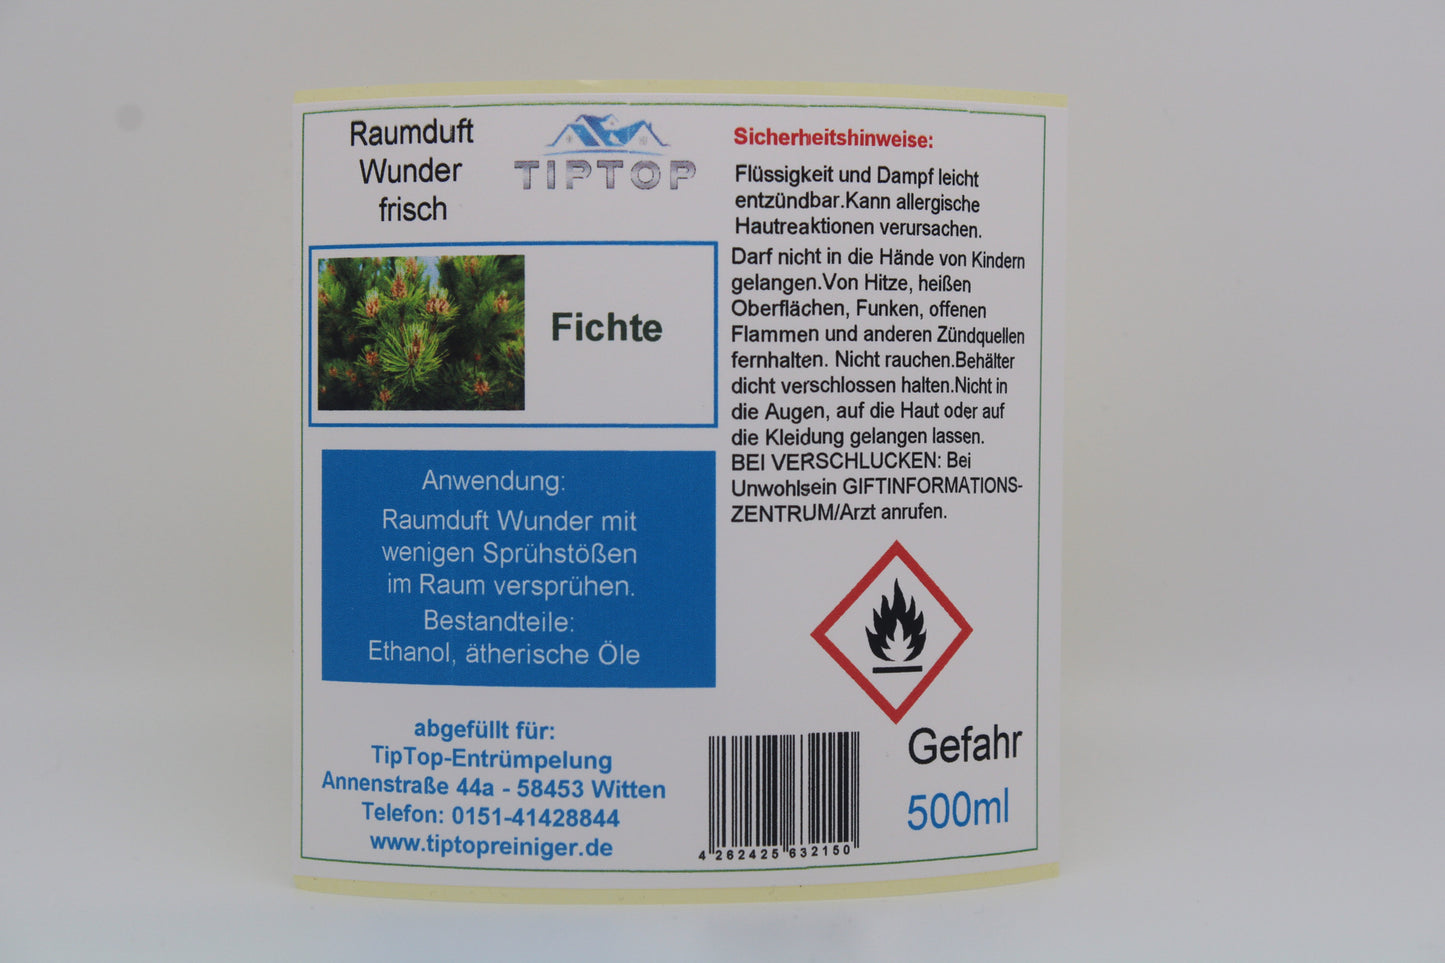 Raumduft
Wunder
frisch
TIPTOP
Fichte
Anwendung:
Raumduft Wunder mit
wenigen Sprühstößen
im Raum versprühen.
Bestandteile:
Ethanol, ätherische Öle
abgefüllt für:
TipTop-Entrümpelung
Annenstraße 44a - 58453 Witten
Telefon: 0151-41428844
www.tiptopreiniger.de
Sicherheitshinweise:
Flüssigkeit und Dampf leicht
entzündbar.Kann allergische
Hautreaktionen verursachen.
Darf nicht in die Hände von Kindern
gelangen.Von Hitze, heißen
Oberflächen, Funken, offenen
Flammen und anderen Zündquellen
fernhalten. Nicht rauchen.Behälter
dicht verschlossen halten.Nicht in
die Augen, auf die Haut oder auf
die Kleidung gelangen lassen.
BEI VERSCHLUCKEN: Bei
Unwohlsein GIFTINFORMATIONS-
ZENTRUM/Arzt anrufen.
Gefahr
500ml
4 262425 632150